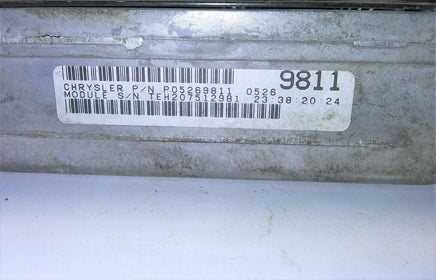 9811
CHRYSLER P/N P05269811 0526
MODULE S/N TEH207512981 23:38:20:24